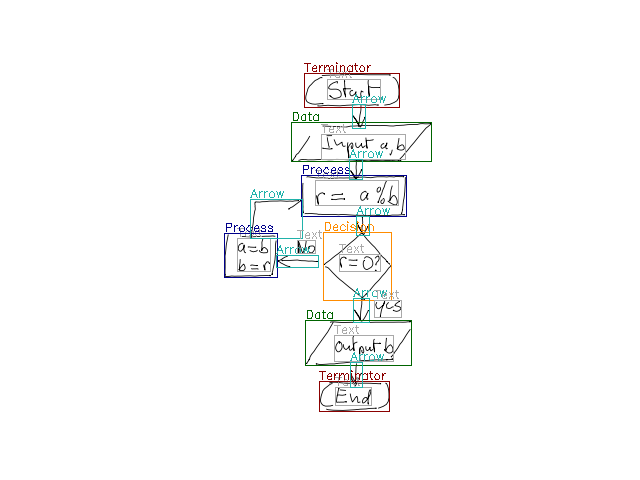 Terminator
Text
Start
Arrow
Data
Text
Input a,b
Arrow
Process
r = a % b
Arrow
Arrow
Process
a=b
b=r
Text
No
Arrow
Decision
Text
r=0?
Arrow
Text
yes
Data
Text
output b
Arrow
Terminator
Text
End